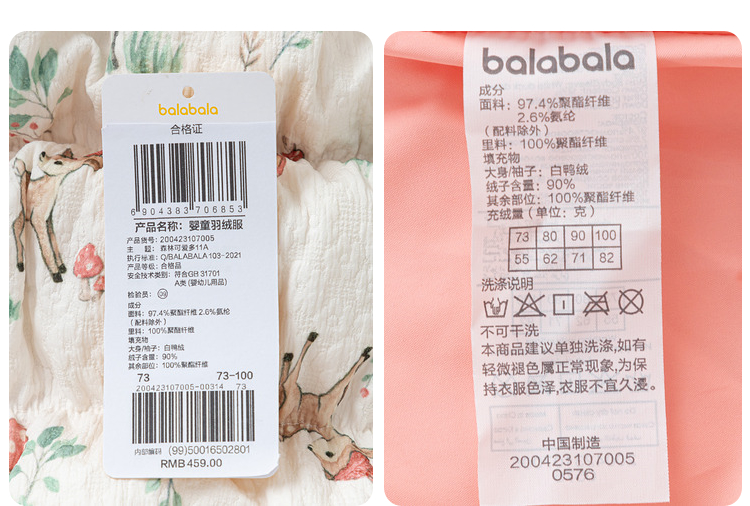 balabala
合格证
6 904383 706853
产品名称：婴童羽绒服
产品货号：200423107005
主 题：森林可爱多11A
执行标准：Q/BALABALA 103-2021
产品等级：合格品
安全技术类别：符合GB 31701
A类 (婴幼儿用品)
检验员：39
成分
面料：97.4%聚酯纤维 2.6%氨纶
（配料除外）
里料：100%聚酯纤维
填充物
大身/袖子：白鸭绒
绒子含量：90%
其余部位：100%聚酯纤维
73 73-100
200423107005-00314 73
内部编码 (99)50016502801
RMB459.00
balabala
成分
面料：97.4%聚酯纤维
2.6%氨纶
（配料除外）
里料：100%聚酯纤维
填充物
大身/袖子：白鸭绒
绒子含量：90%
其余部位：100%聚酯纤维
充绒量（单位：克）
73 80 90 100
55 62 71 82
洗涤说明
不可干洗
本商品建议单独洗涤,如有
轻微褪色属正常现象,为保
持衣服色泽,衣服不宜久浸。
中国制造
200423107005
0576